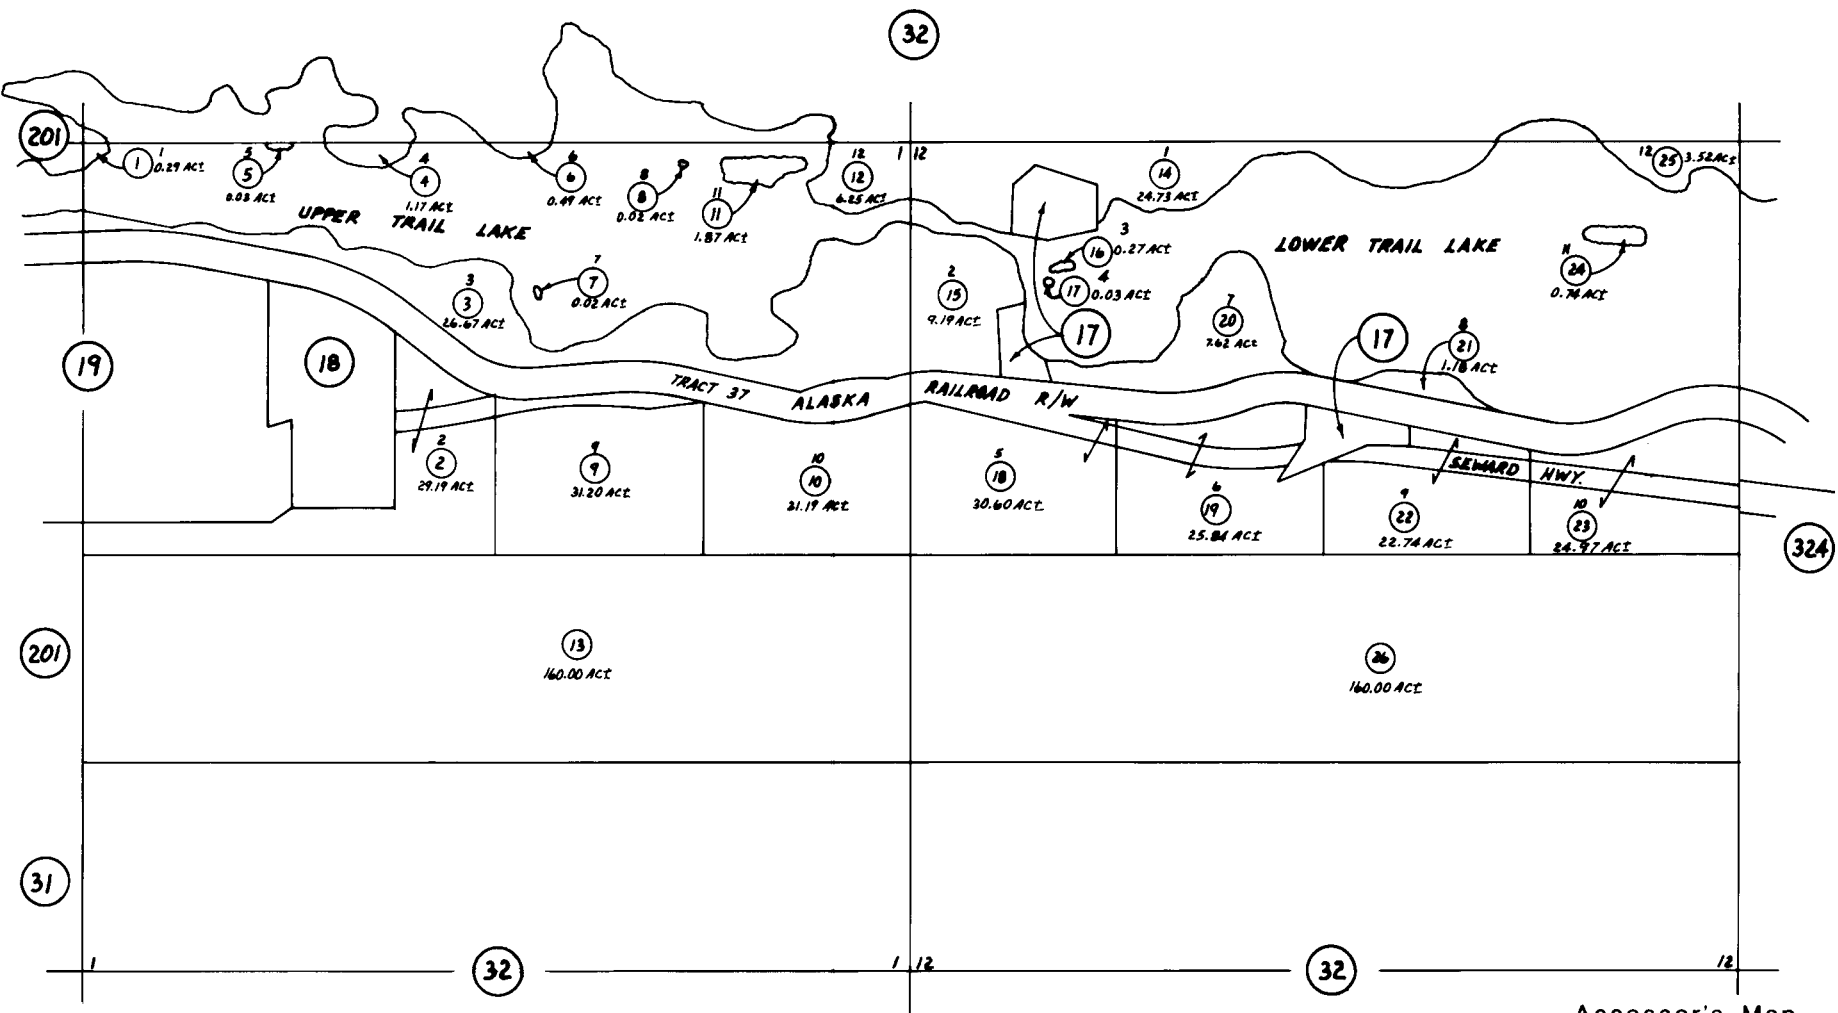 32
201
1
1
0.29 AC±
5
5
0.03 AC±
4
4
1.17 AC±
6
6
0.49 AC±
8
8
0.02 AC±
11
11
1.87 AC±
12
12
6.25 AC±
1 12
1
14
24.73 AC±
12 25 3.52 AC±
UPPER TRAIL LAKE
LOWER TRAIL LAKE
3
16 0.27 AC±
4
17 0.03 AC±
24
0.74 AC±
7
7
0.02 AC±
3
3
26.67 AC±
2
15
9.19 AC±
7
20
7.62 AC±
17
17
8
21
1.18 AC±
19
18
TRACT 37 ALASKA RAILROAD R/W
SEWARD HWY.
2
2
29.19 AC±
9
9
31.20 AC±
10
10
21.19 AC±
5
18
30.60 AC±
6
19
25.84 AC±
9
22
22.74 AC±
10
23
24.97 AC±
324
201
13
160.00 AC±
26
160.00 AC±
31
1
32
1 12
32
12
Assessor's Map